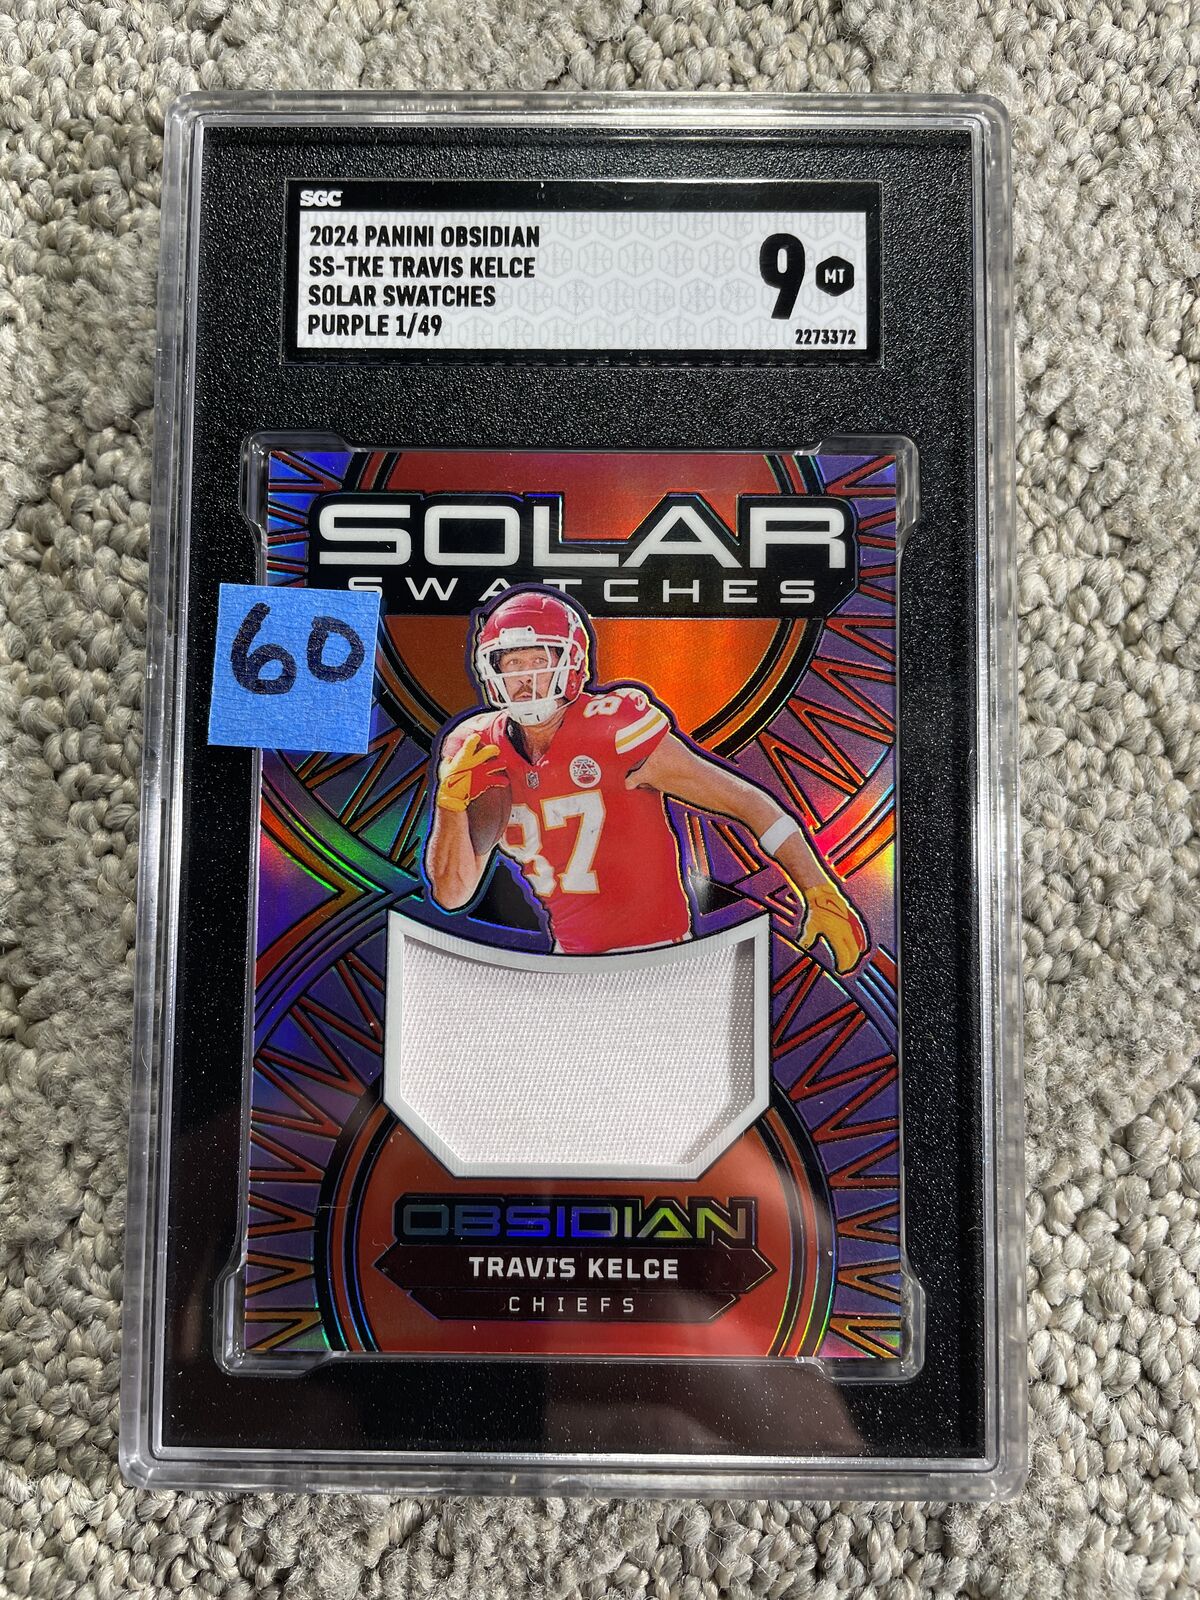 SGC
2024 PANINI OBSIDIAN
SS-TKE TRAVIS KELCE
SOLAR SWATCHES
PURPLE 1/49
9 MT
2273372
SOLAR
SWATCHES
60
87
87
OBSIDIAN
TRAVIS KELCE
CHIEFS